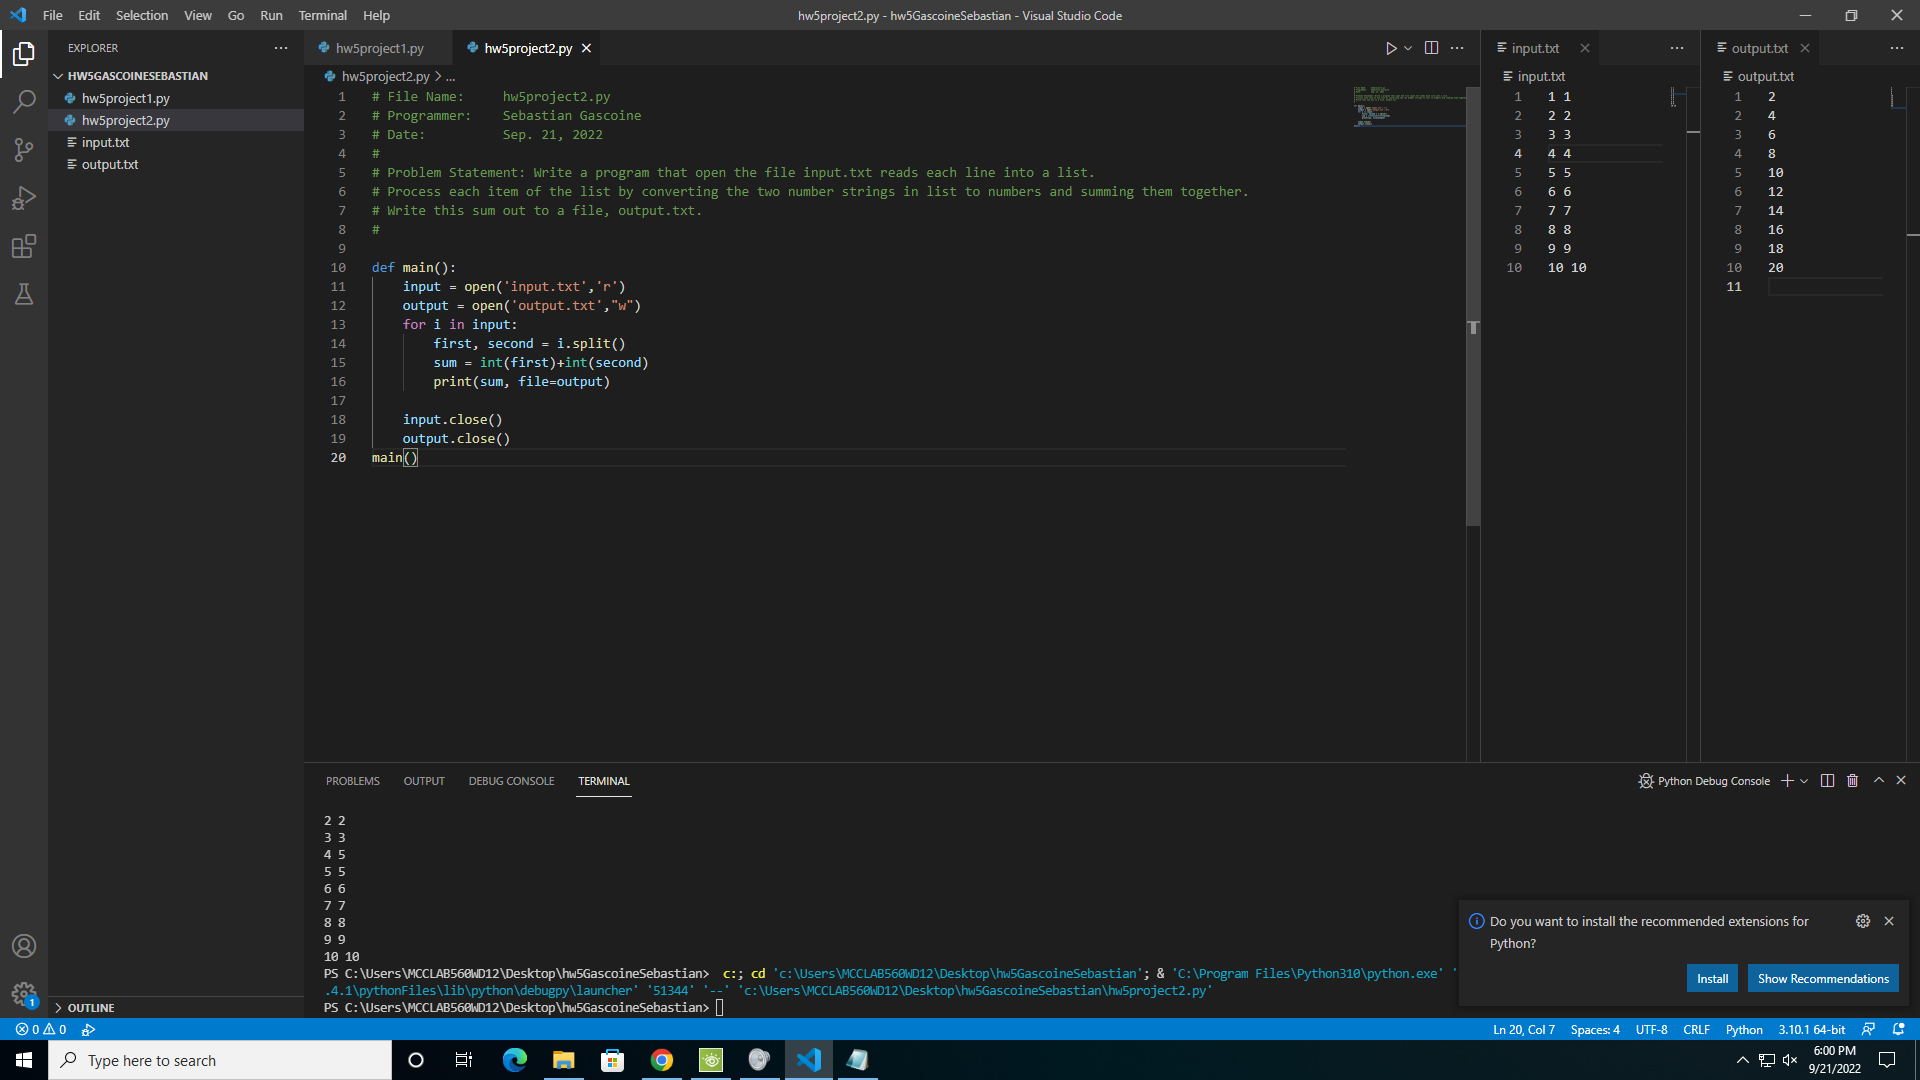 File Edit Selection View Go Run Terminal Help
hw5project2.py - hw5GascoineSebastian - Visual Studio Code
EXPLORER
HW5GASCOINESEBASTIAN
hw5project1.py
hw5project2.py
input.txt
output.txt
OUTLINE
hw5project1.py
hw5project2.py
hw5project2.py > ...
1 # File Name: hw5project2.py
2 # Programmer: Sebastian Gascoine
3 # Date: Sep. 21, 2022
4 #
5 # Problem Statement: Write a program that open the file input.txt reads each line into a list.
6 # Process each item of the list by converting the two number strings in list to numbers and summing them together.
7 # Write this sum out to a file, output.txt.
8 #
9
10 def main():
11 input = open('input.txt','r')
12 output = open('output.txt',"w")
13 for i in input:
14 first, second = i.split()
15 sum = int(first)+int(second)
16 print(sum, file=output)
17
18 input.close()
19 output.close()
20 main()
input.txt
input.txt
1 1 1
2 2 2
3 3 3
4 4 4
5 5 5
6 6 6
7 7 7
8 8 8
9 9 9
10 10 10
output.txt
output.txt
1 2
2 4
3 6
4 8
5 10
6 12
7 14
8 16
9 18
10 20
11
PROBLEMS OUTPUT DEBUG CONSOLE TERMINAL
Python Debug Console
2 2
3 3
4 5
5 5
6 6
7 7
8 8
9 9
10 10
PS C:\Users\MCCLAB560WD12\Desktop\hw5GascoineSebastian> c:; cd 'c:\Users\MCCLAB560WD12\Desktop\hw5GascoineSebastian'; & 'C:\Program Files\Python310\python.exe' '
.4.1\pythonFiles\lib\python\debugpy\launcher' '51344' '--' 'c:\Users\MCCLAB560WD12\Desktop\hw5GascoineSebastian\hw5project2.py'
PS C:\Users\MCCLAB560WD12\Desktop\hw5GascoineSebastian>
Do you want to install the recommended extensions for
Python?
Install Show Recommendations
1
0 0
Ln 20, Col 7 Spaces: 4 UTF-8 CRLF Python 3.10.1 64-bit
Type here to search
6:00 PM
9/21/2022